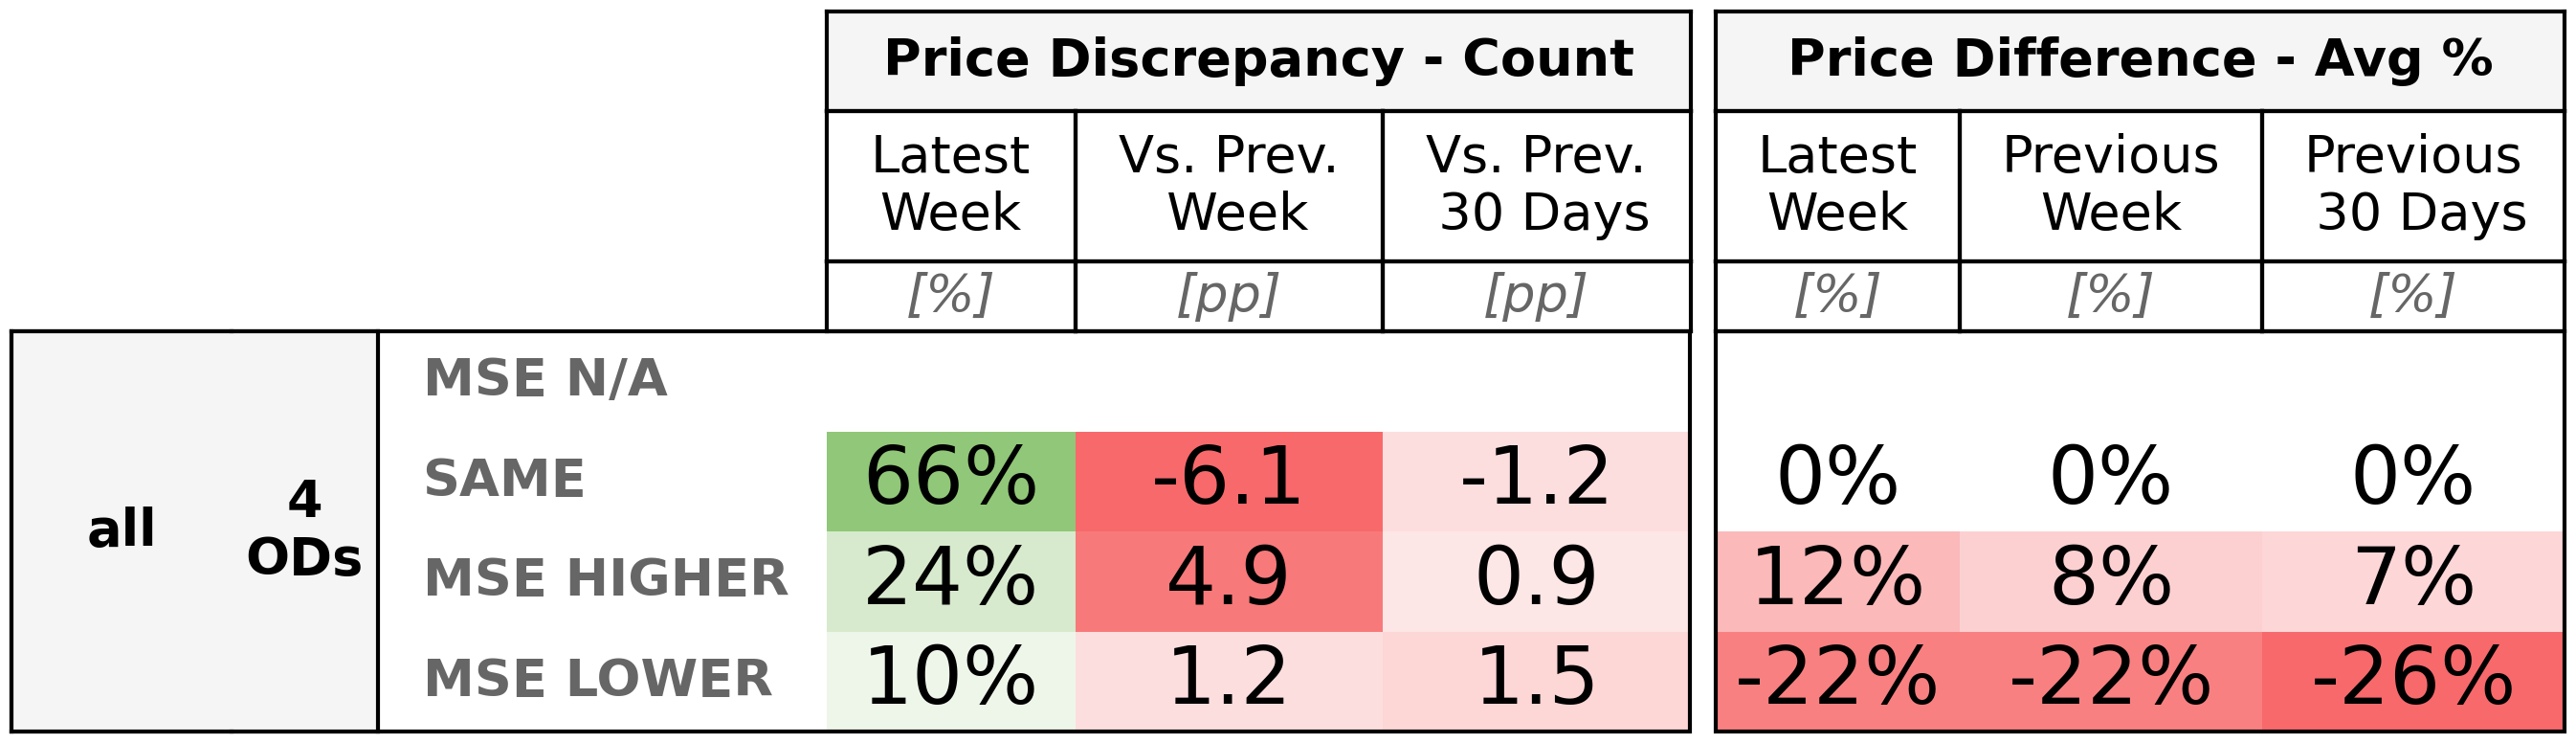 Price Discrepancy - Count Price Difference - Avg %
Latest Week Vs. Prev. Week Vs. Prev. 30 Days Latest Week Previous Week Previous 30 Days
[%] [pp] [pp] [%] [%] [%]
all 4 ODs
MSE N/A
SAME 66% -6.1 -1.2 0% 0% 0%
MSE HIGHER 24% 4.9 0.9 12% 8% 7%
MSE LOWER 10% 1.2 1.5 -22% -22% -26%